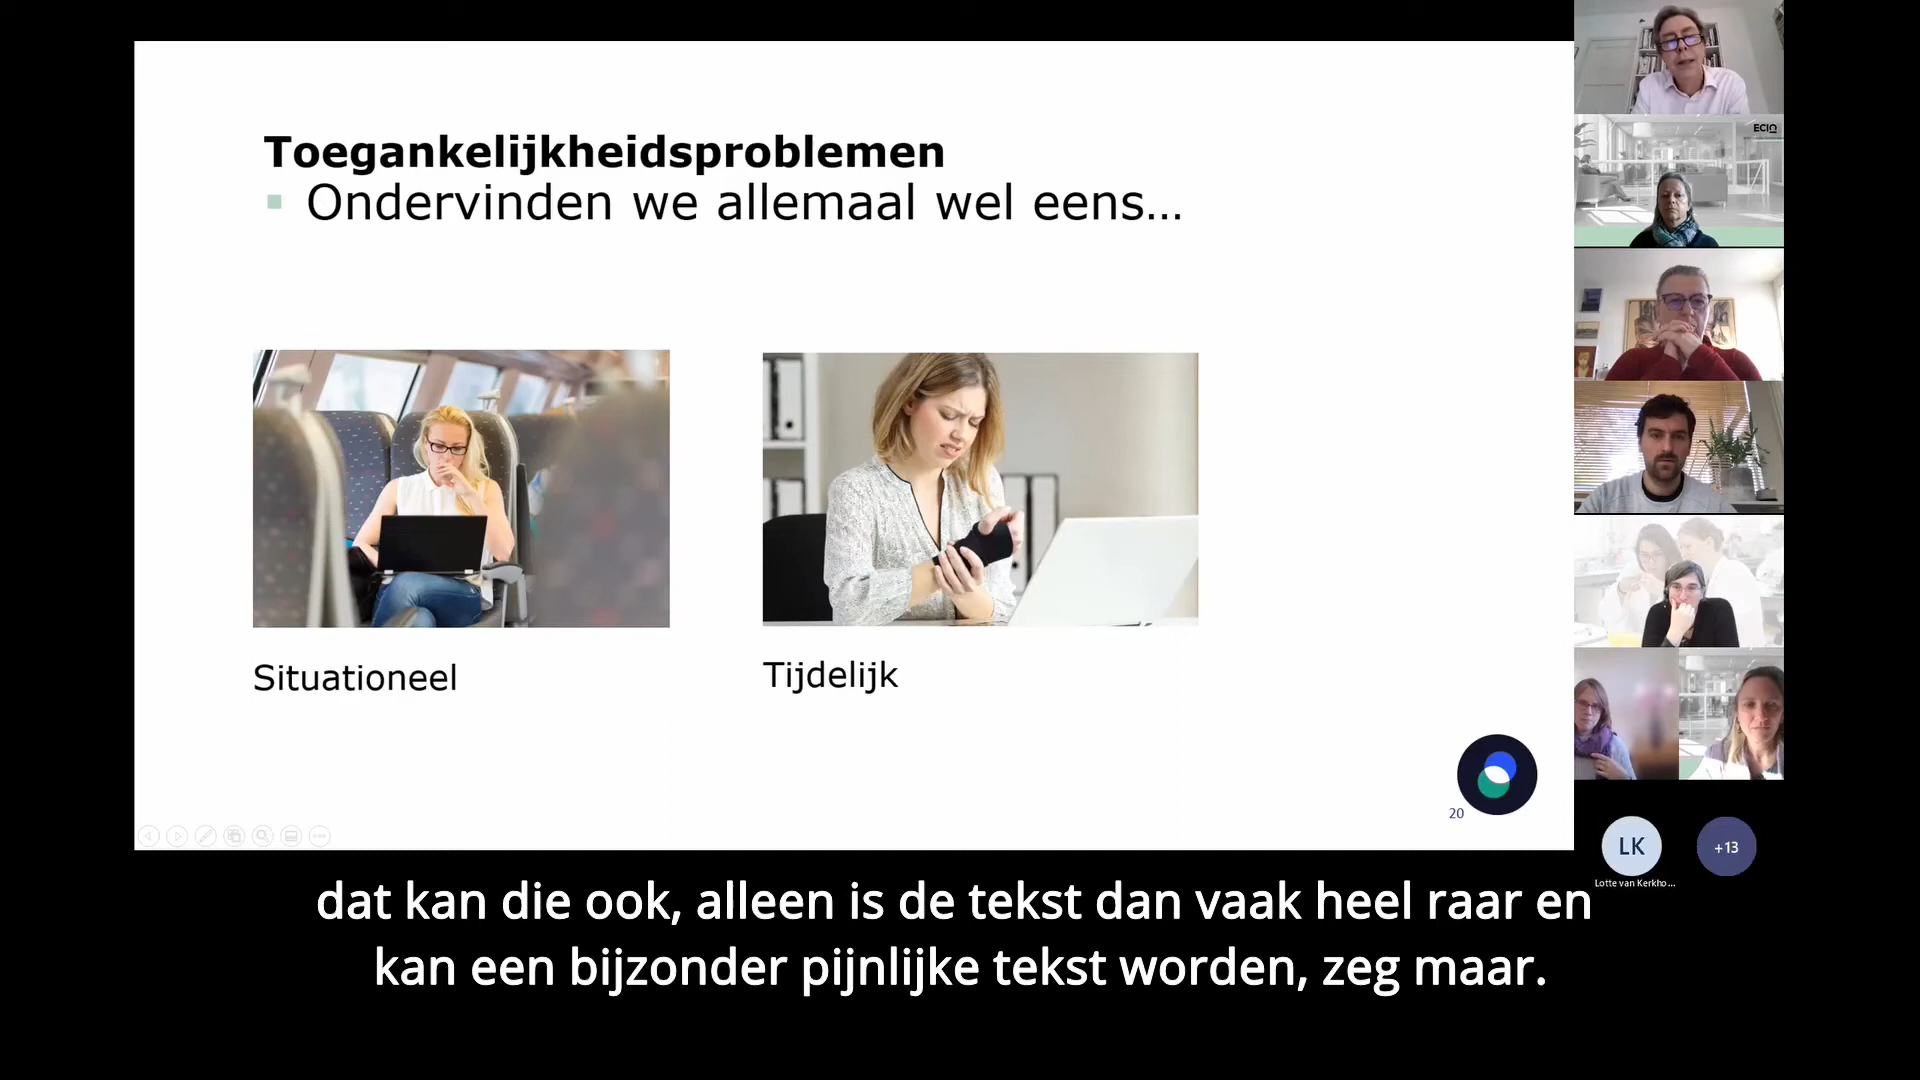 Toegankelijkheidsproblemen
Ondervinden we allemaal wel eens...
Situationeel
Tijdelijk
20
ECIO
LK
+13
Lotte van Kerkho...
dat kan die ook, alleen is de tekst dan vaak heel raar en
kan een bijzonder pijnlijke tekst worden, zeg maar.